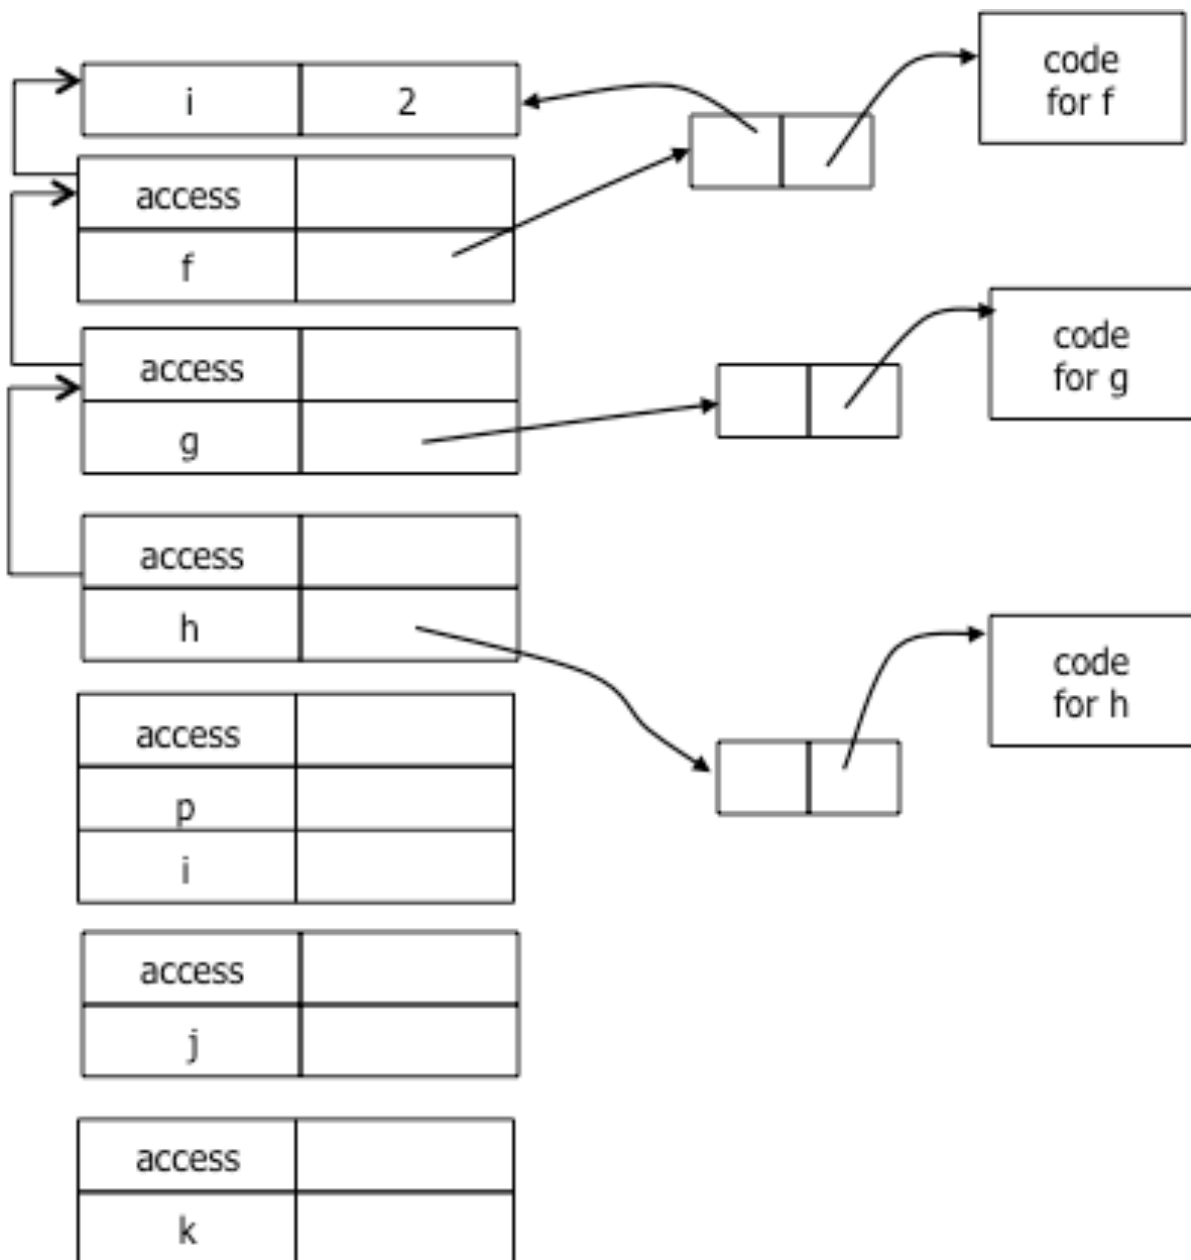 code
for f
i 2
access
f
code
for g
access
g
access
h
code
for h
access
p
i
access
j
access
k